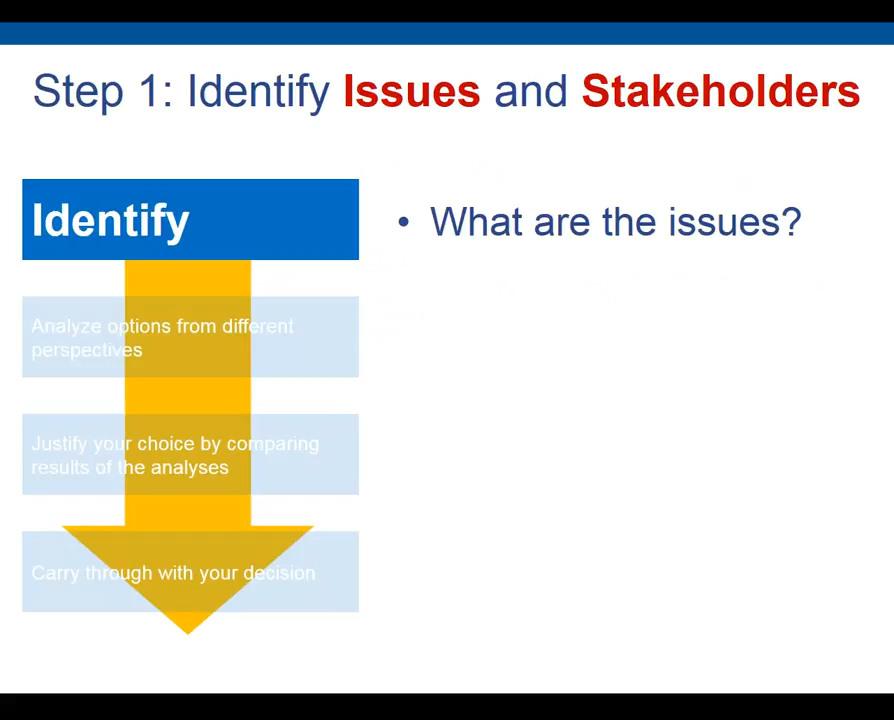 Step 1: Identify Issues and Stakeholders
Identify
• What are the issues?
Analyze options from different
perspectives
Justify your choice by comparing
results of the analyses
Carry through with your decision